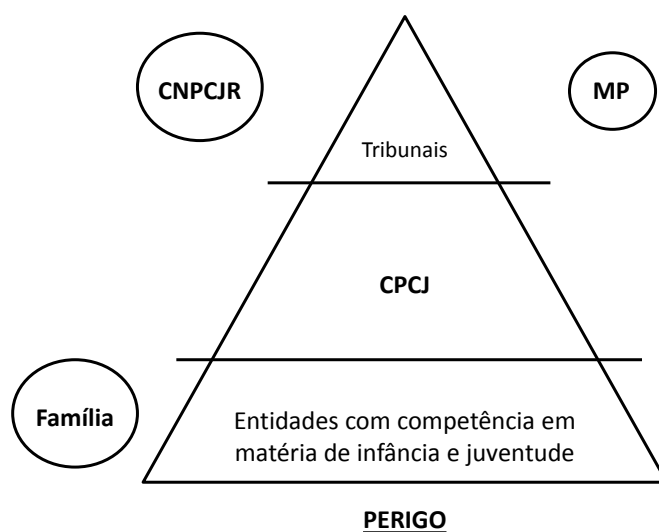 CNPCJR
MP
Tribunais
CPCJ
Família
Entidades com competência em
matéria de infância e juventude
PERIGO